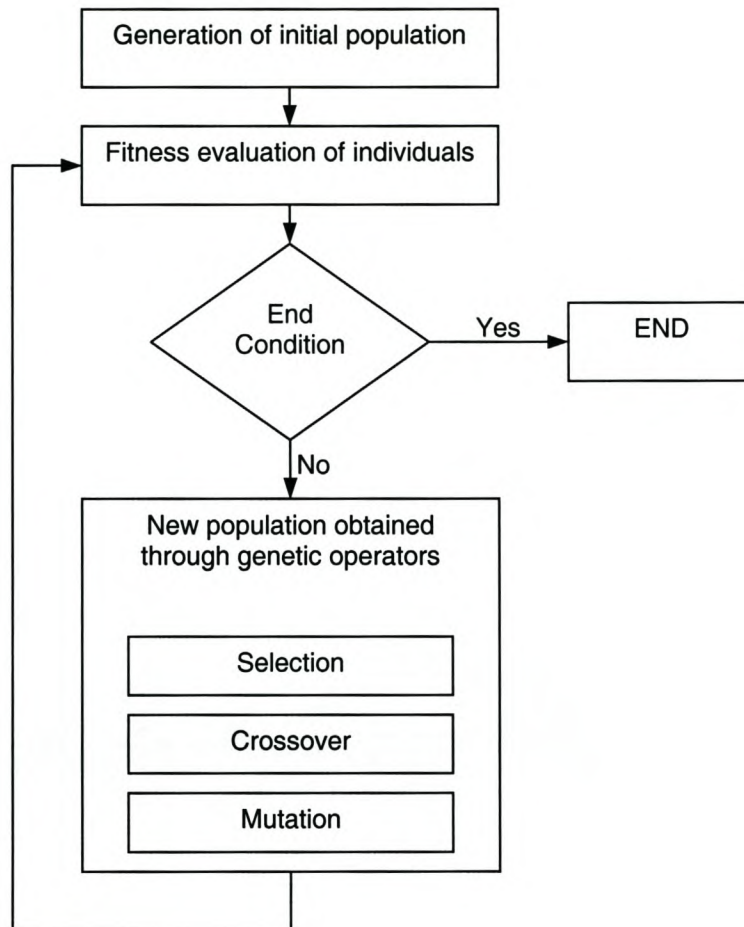 Generation of initial population
Fitness evaluation of individuals
End
Condition
Yes
END
No
New population obtained
through genetic operators
Selection
Crossover
Mutation